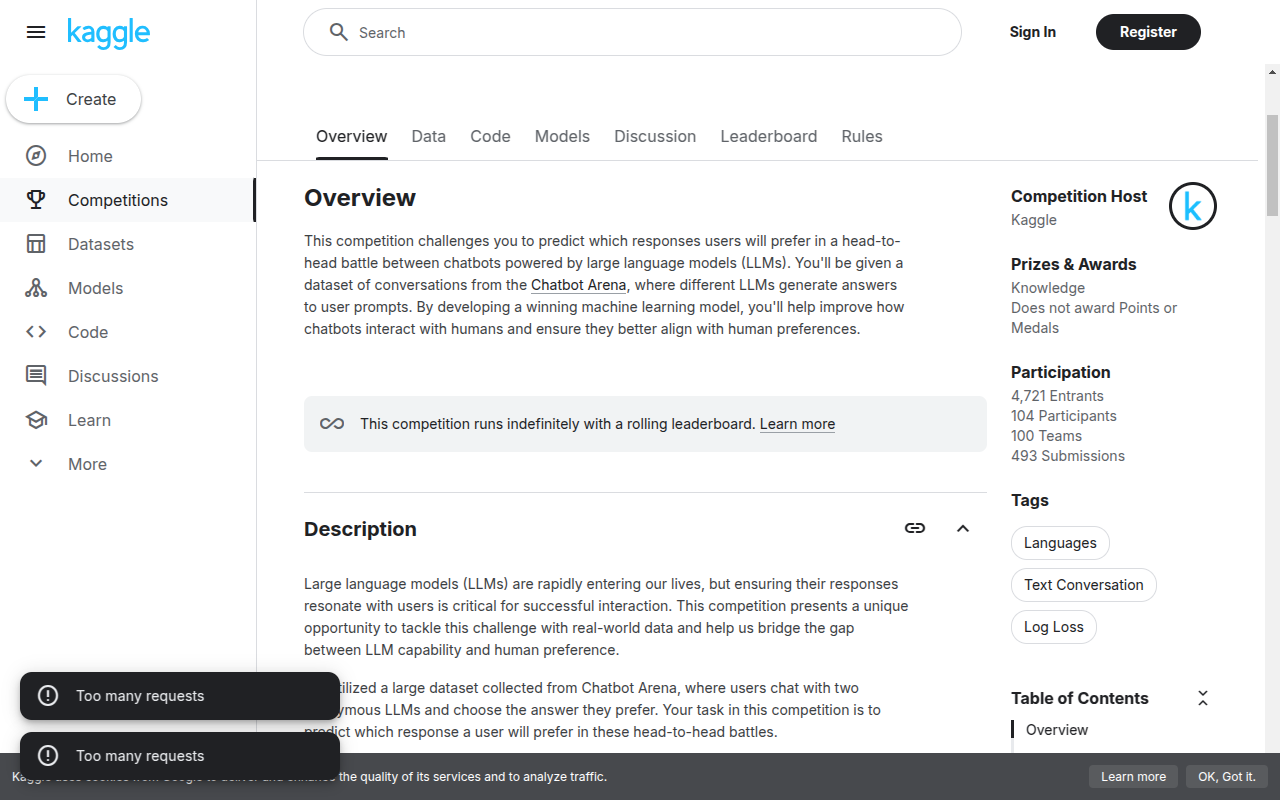 kaggle
Search
Sign In
Register
Create
Home
Competitions
Datasets
Models
Code
Discussions
Learn
More
Overview
Data
Code
Models
Discussion
Leaderboard
Rules
Overview
This competition challenges you to predict which responses users will prefer in a head-to-
head battle between chatbots powered by large language models (LLMs). You'll be given a
dataset of conversations from the Chatbot Arena, where different LLMs generate answers
to user prompts. By developing a winning machine learning model, you'll help improve how
chatbots interact with humans and ensure they better align with human preferences.
This competition runs indefinitely with a rolling leaderboard. Learn more
Description
Large language models (LLMs) are rapidly entering our lives, but ensuring their responses
resonate with users is critical for successful interaction. This competition presents a unique
opportunity to tackle this challenge with real-world data and help us bridge the gap
between LLM capability and human preference.
a large dataset collected from Chatbot Arena, where users chat with two
LLMs and choose the answer they prefer. Your task in this competition is to
which response a user will prefer in these head-to-head battles.
Competition Host
Kaggle
k
Prizes & Awards
Knowledge
Does not award Points or
Medals
Participation
4,721 Entrants
104 Participants
100 Teams
493 Submissions
Tags
Languages
Text Conversation
Log Loss
Table of Contents
Overview
Too many requests
Too many requests
the quality of its services and to analyze traffic.
Learn more
OK, Got it.